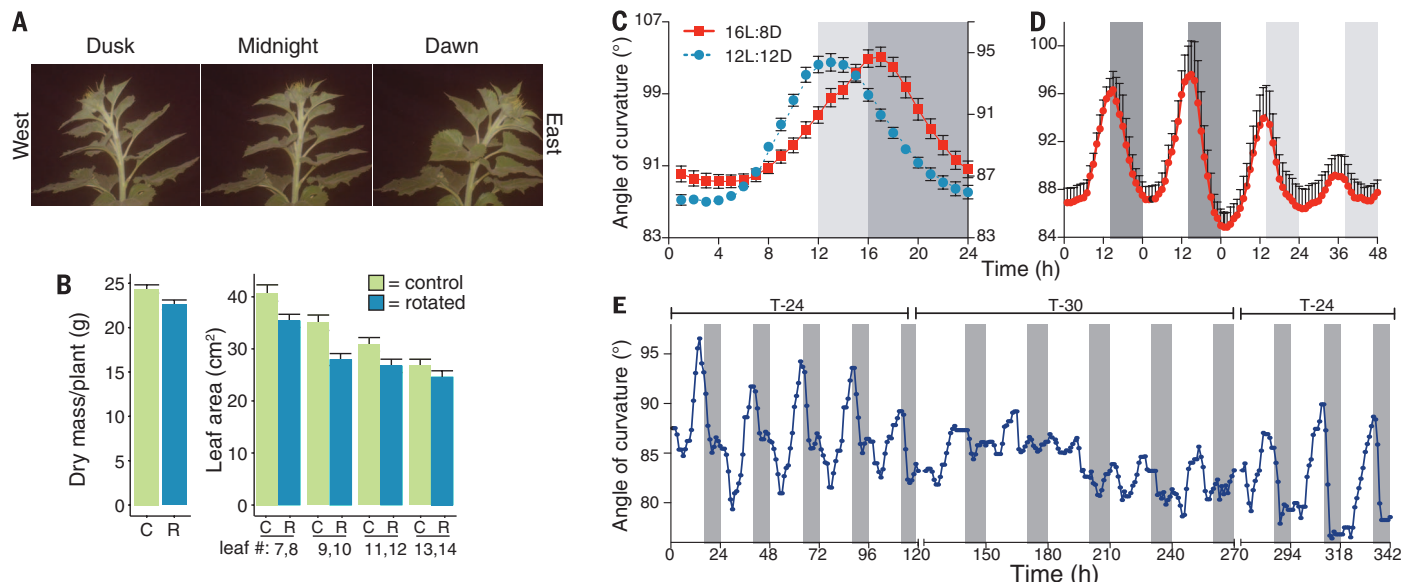 A
Dusk
Midnight
Dawn
West
East
B
Dry mass/plant (g)
25
20
15
10
5
0
C R
Leaf area (cm²)
40
30
20
10
0
= control
= rotated
C R C R C R C R
leaf #: 7,8 9,10 11,12 13,14
C
Angle of curvature (°)
107
99
91
83
16L:8D
12L:12D
95
91
87
83
0 4 8 12 16 20 24
D
100
96
92
88
84
0 12 0 12 0 12 24 36 48
Time (h)
E
T-24
T-30
T-24
Angle of curvature (°)
95
90
85
80
0 24 48 72 96 120 120 150 180 210 240 270 270 294 318 342
Time (h)